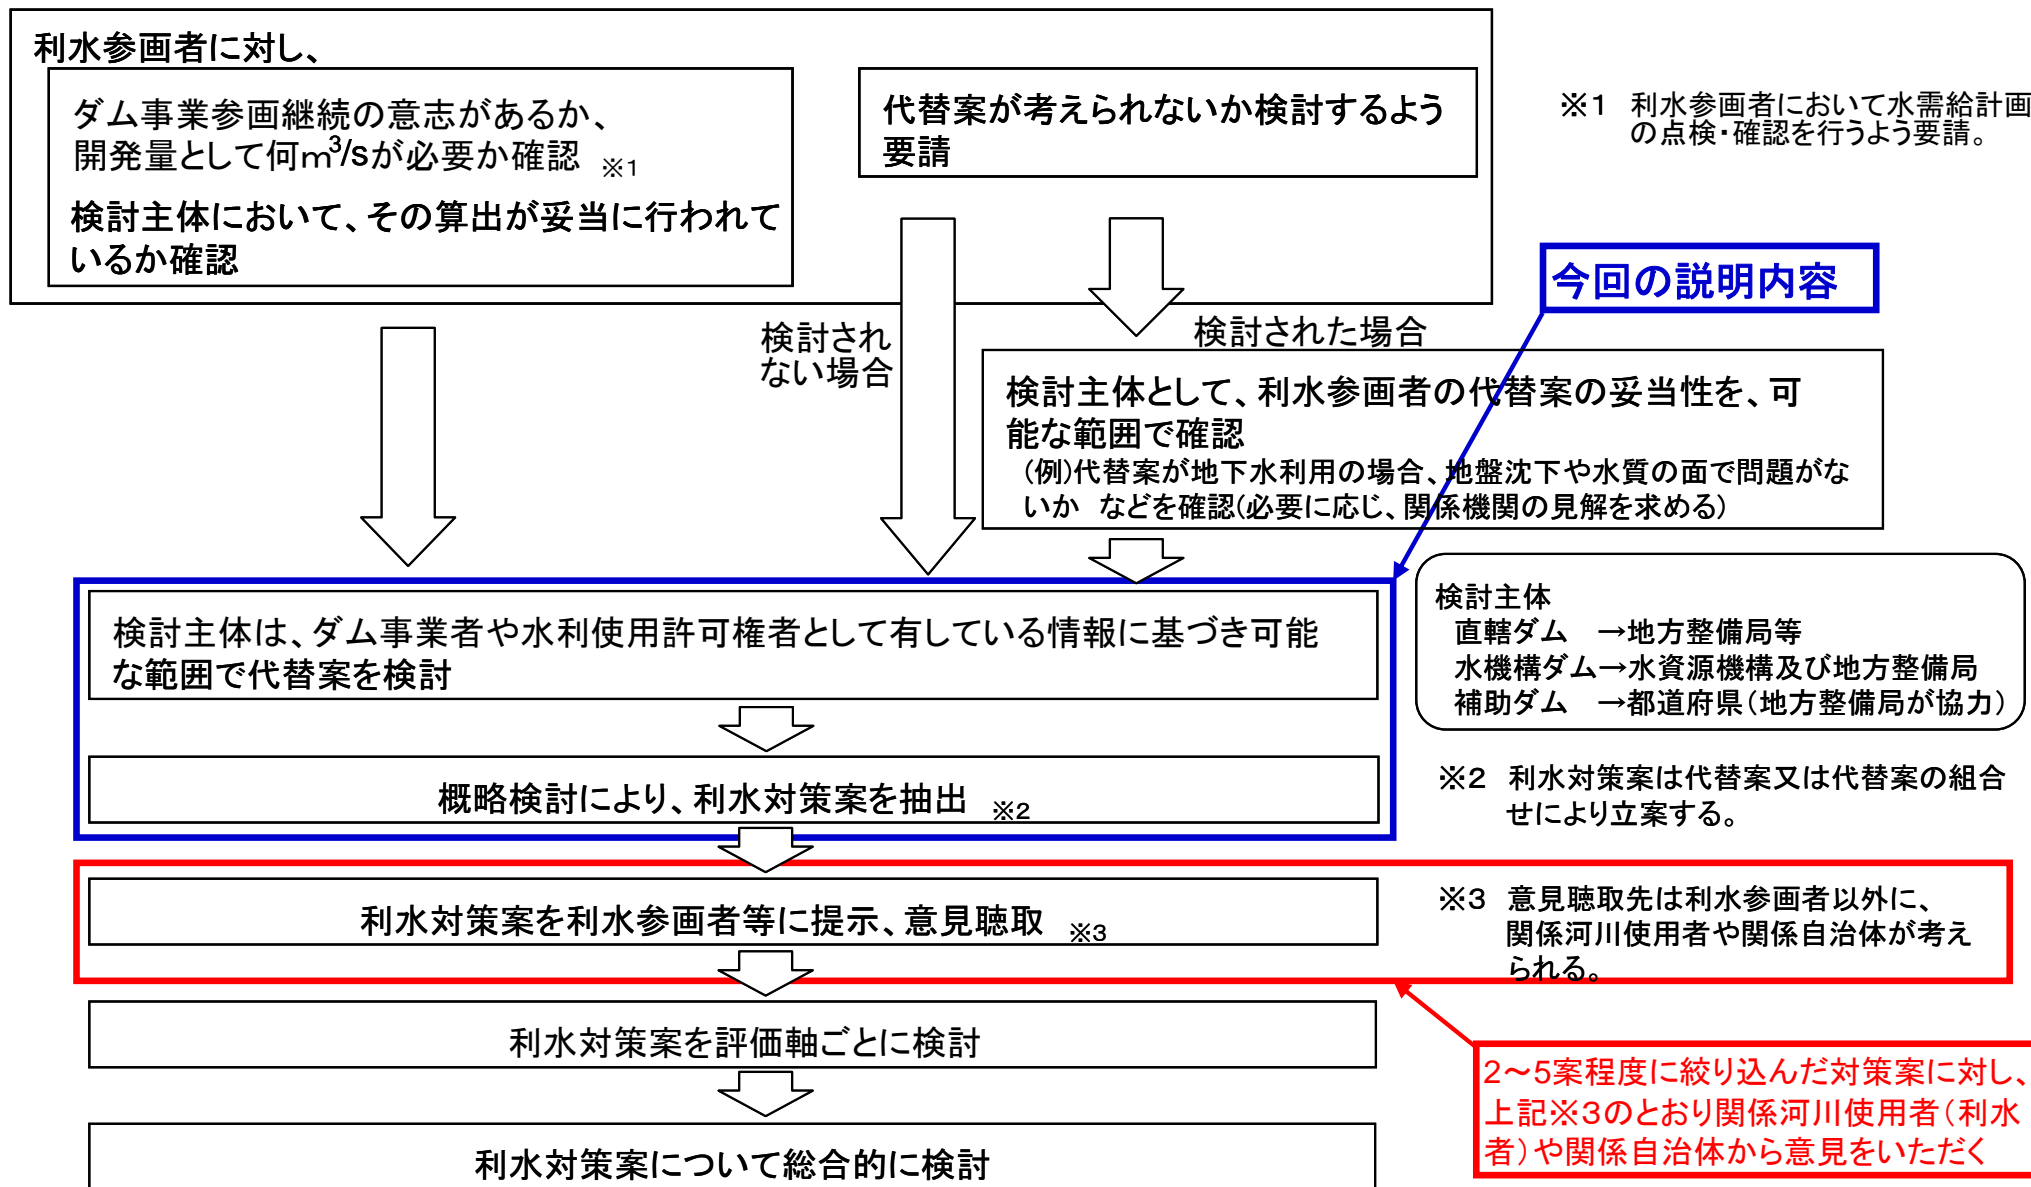 利水参画者に対し、
ダム事業参画継続の意志があるか、
開発量として何m³/sが必要か確認 ※1
検討主体において、その算出が妥当に行われて
いるか確認
代替案が考えられないか検討するよう
要請
※1 利水参画者において水需給計画
の点検・確認を行うよう要請。
今回の説明内容
検討され
ない場合
検討された場合
検討主体として、利水参画者の代替案の妥当性を、可
能な範囲で確認
(例)代替案が地下水利用の場合、地盤沈下や水質の面で問題がな
いか などを確認(必要に応じ、関係機関の見解を求める)
検討主体は、ダム事業者や水利使用許可権者として有している情報に基づき可能
な範囲で代替案を検討
検討主体
直轄ダム →地方整備局等
水機構ダム→水資源機構及び地方整備局
補助ダム →都道府県(地方整備局が協力)
概略検討により、利水対策案を抽出 ※2
※2 利水対策案は代替案又は代替案の組合
せにより立案する。
利水対策案を利水参画者等に提示、意見聴取 ※3
※3 意見聴取先は利水参画者以外に、
関係河川使用者や関係自治体が考え
られる。
利水対策案を評価軸ごとに検討
2~5案程度に絞り込んだ対策案に対し、
上記※3のとおり関係河川使用者(利水
者)や関係自治体から意見をいただく
利水対策案について総合的に検討